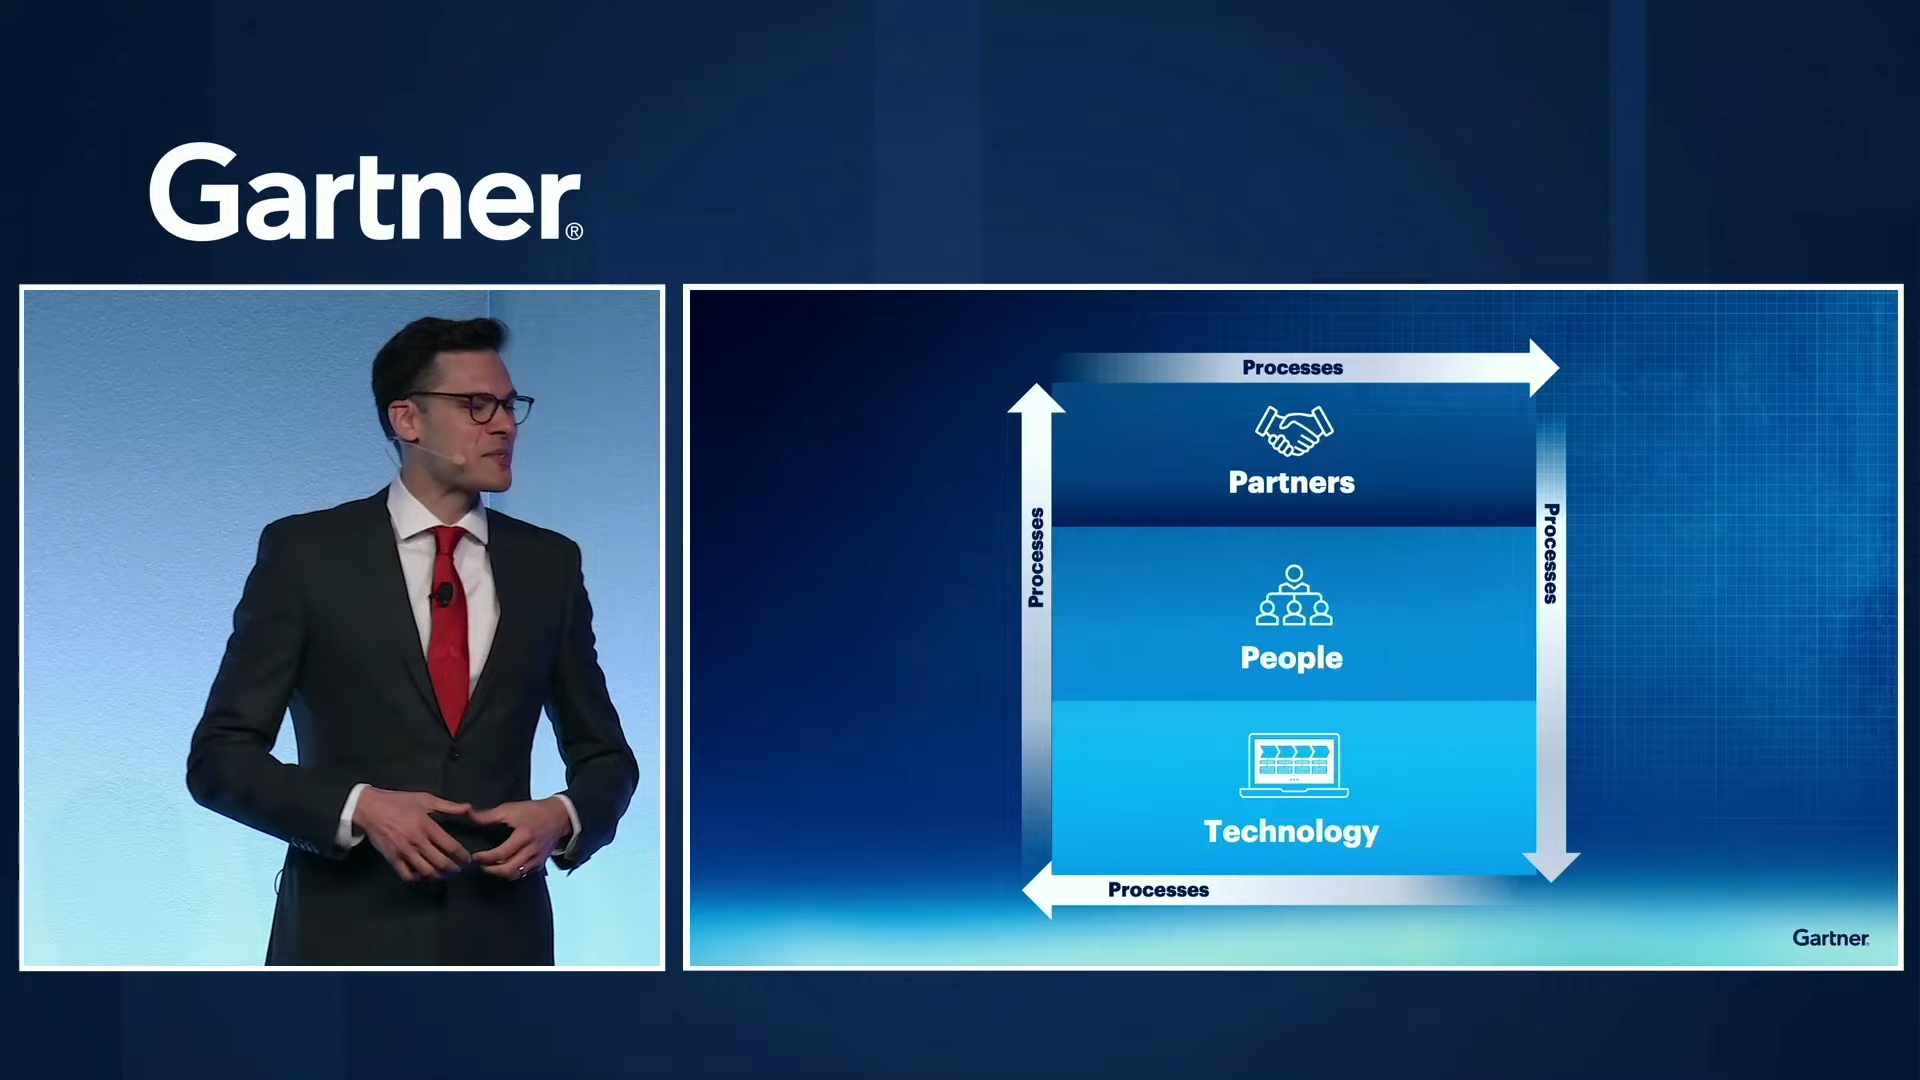 Gartner®
Processes
Processes
Partners
Processes
People
Technology
Processes
Gartner